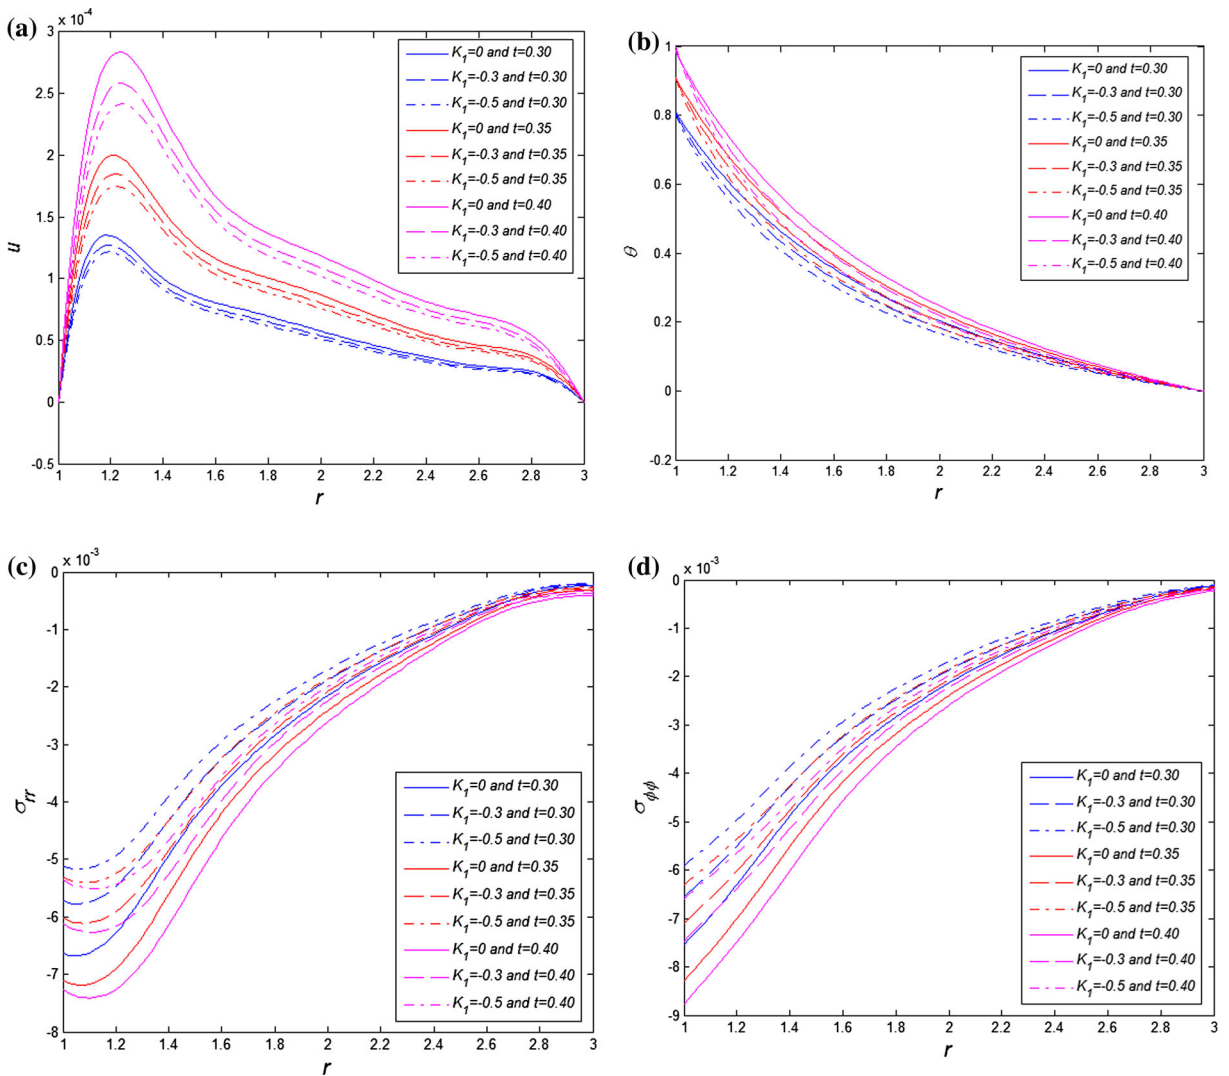 (a)
x 10-4
3
2.5
2
1.5
1
0.5
0
-0.5
u
1 1.2 1.4 1.6 1.8 2 2.2 2.4 2.6 2.8 3
r
K1=0 and t=0.30
K1=-0.3 and t=0.30
K1=-0.5 and t=0.30
K1=0 and t=0.35
K1=-0.3 and t=0.35
K1=-0.5 and t=0.35
K1=0 and t=0.40
K1=-0.3 and t=0.40
K1=-0.5 and t=0.40
(b)
1
0.8
0.6
0.4
0.2
0
-0.2
θ
1 1.2 1.4 1.6 1.8 2 2.2 2.4 2.6 2.8 3
r
K1=0 and t=0.30
K1=-0.3 and t=0.30
K1=-0.5 and t=0.30
K1=0 and t=0.35
K1=-0.3 and t=0.35
K1=-0.5 and t=0.35
K1=0 and t=0.40
K1=-0.3 and t=0.40
K1=-0.5 and t=0.40
(c)
x 10-3
0
-1
-2
-3
-4
-5
-6
-7
-8
σrr
1 1.2 1.4 1.6 1.8 2 2.2 2.4 2.6 2.8 3
r
K1=0 and t=0.30
K1=-0.3 and t=0.30
K1=-0.5 and t=0.30
K1=0 and t=0.35
K1=-0.3 and t=0.35
K1=-0.5 and t=0.35
K1=0 and t=0.40
K1=-0.3 and t=0.40
K1=-0.5 and t=0.40
(d)
x 10-3
0
-1
-2
-3
-4
-5
-6
-7
-8
-9
σϕϕ
1 1.2 1.4 1.6 1.8 2 2.2 2.4 2.6 2.8 3
r
K1=0 and t=0.30
K1=-0.3 and t=0.30
K1=-0.5 and t=0.30
K1=0 and t=0.35
K1=-0.3 and t=0.35
K1=-0.5 and t=0.35
K1=0 and t=0.40
K1=-0.3 and t=0.40
K1=-0.5 and t=0.40